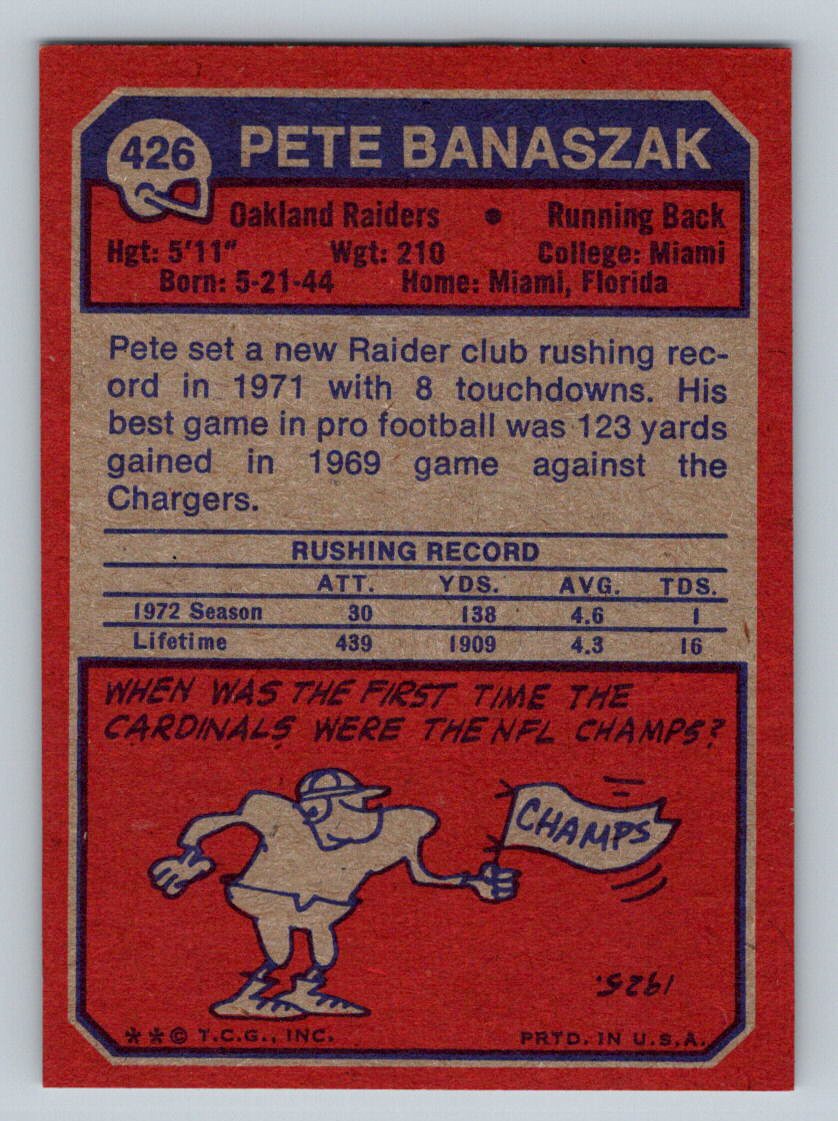 426 PETE BANASZAK
Oakland Raiders • Running Back
Hgt: 5'11" Wgt: 210 College: Miami
Born: 5-21-44 Home: Miami, Florida
Pete set a new Raider club rushing rec-
ord in 1971 with 8 touchdowns. His
best game in pro football was 123 yards
gained in 1969 game against the
Chargers.
RUSHING RECORD
ATT. YDS. AVG. TDS.
1972 Season 30 138 4.6 1
Lifetime 439 1909 4.3 16
WHEN WAS THE FIRST TIME THE
CARDINALS WERE THE NFL CHAMPS?
CHAMPS
1925.
**© T.C.G., INC. PRTD. IN U.S.A.